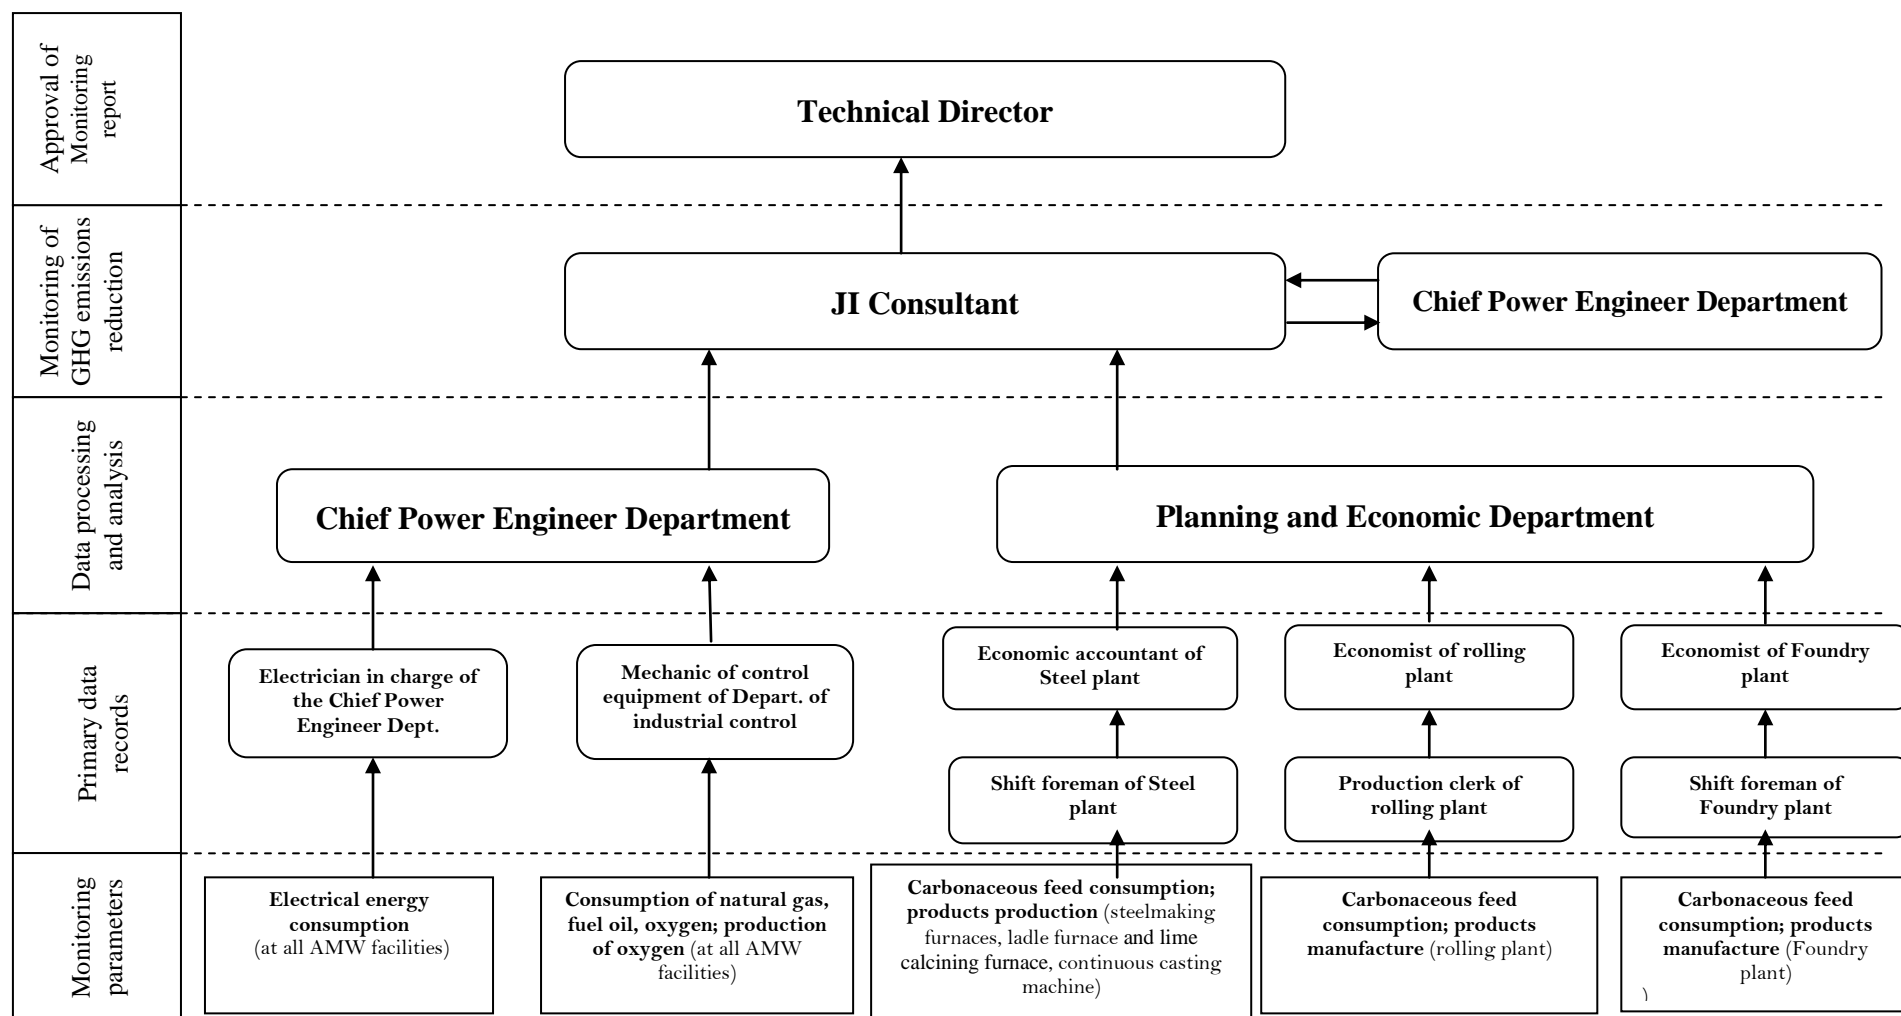 Approval of
Monitoring
report
Technical Director
Monitoring of
GHG emissions
reduction
JI Consultant
Chief Power Engineer Department
Data processing
and analysis
Chief Power Engineer Department
Planning and Economic Department
Primary data
records
Electrician in charge of
the Chief Power
Engineer Dept.
Mechanic of control
equipment of Depart. of
industrial control
Economic accountant of
Steel plant
Economist of rolling
plant
Economist of Foundry
plant
Shift foreman of Steel
plant
Production clerk of
rolling plant
Shift foreman of
Foundry plant
Monitoring
parameters
Electrical energy
consumption
(at all AMW facilities)
Consumption of natural gas,
fuel oil, oxygen; production
of oxygen (at all AMW
facilities)
Carbonaceous feed consumption;
products production (steelmaking
furnaces, ladle furnace and lime
calcining furnace, continuous casting
machine)
Carbonaceous feed
consumption; products
manufacture (rolling plant)
Carbonaceous feed
consumption; products
manufacture (Foundry
plant)
)